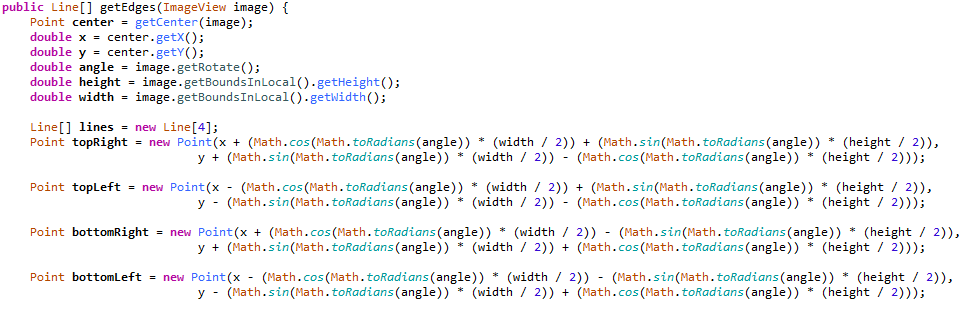 public Line[] getEdges(ImageView image) {
    Point center = getCenter(image);
    double x = center.getX();
    double y = center.getY();
    double angle = image.getRotate();
    double height = image.getBoundsInLocal().getHeight();
    double width = image.getBoundsInLocal().getWidth();

    Line[] lines = new Line[4];
    Point topRight = new Point(x + (Math.cos(Math.toRadians(angle)) * (width / 2)) + (Math.sin(Math.toRadians(angle)) * (height / 2)),
                            y + (Math.sin(Math.toRadians(angle)) * (width / 2)) - (Math.cos(Math.toRadians(angle)) * (height / 2)));

    Point topLeft = new Point(x - (Math.cos(Math.toRadians(angle)) * (width / 2)) + (Math.sin(Math.toRadians(angle)) * (height / 2)),
                            y - (Math.sin(Math.toRadians(angle)) * (width / 2)) - (Math.cos(Math.toRadians(angle)) * (height / 2)));

    Point bottomRight = new Point(x + (Math.cos(Math.toRadians(angle)) * (width / 2)) - (Math.sin(Math.toRadians(angle)) * (height / 2)),
                            y + (Math.sin(Math.toRadians(angle)) * (width / 2)) + (Math.cos(Math.toRadians(angle)) * (height / 2)));

    Point bottomLeft = new Point(x - (Math.cos(Math.toRadians(angle)) * (width / 2)) - (Math.sin(Math.toRadians(angle)) * (height / 2)),
                            y - (Math.sin(Math.toRadians(angle)) * (width / 2)) + (Math.cos(Math.toRadians(angle)) * (height / 2)));